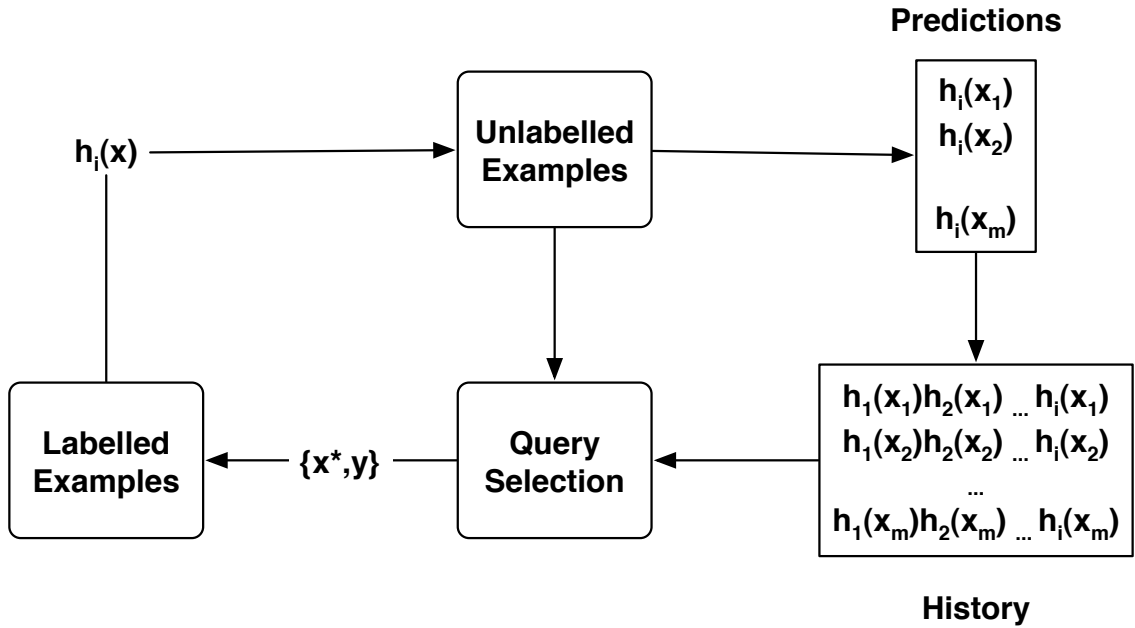 Predictions
hᵢ(x₁)
hᵢ(x₂)
hᵢ(xₘ)
hᵢ(x)
Unlabelled
Examples
Labelled
Examples
{x*,y}
Query
Selection
h₁(x₁)h₂(x₁) ... hᵢ(x₁)
h₁(x₂)h₂(x₂) ... hᵢ(x₂)
...
h₁(xₘ)h₂(xₘ) ... hᵢ(xₘ)
History